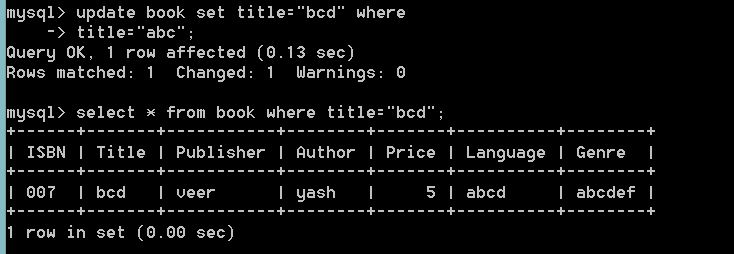 mysql> update book set title="bcd" where
    -> title="abc";
Query OK, 1 row affected (0.13 sec)
Rows matched: 1  Changed: 1  Warnings: 0
mysql> select * from book where title="bcd";
+------+-------+-----------+--------+-------+----------+--------+
| ISBN | Title | Publisher | Author | Price | Language | Genre  |
+------+-------+-----------+--------+-------+----------+--------+
| 007  | bcd   | veer      | yash   |     5 | abcd     | abcdef |
+------+-------+-----------+--------+-------+----------+--------+
1 row in set (0.00 sec)